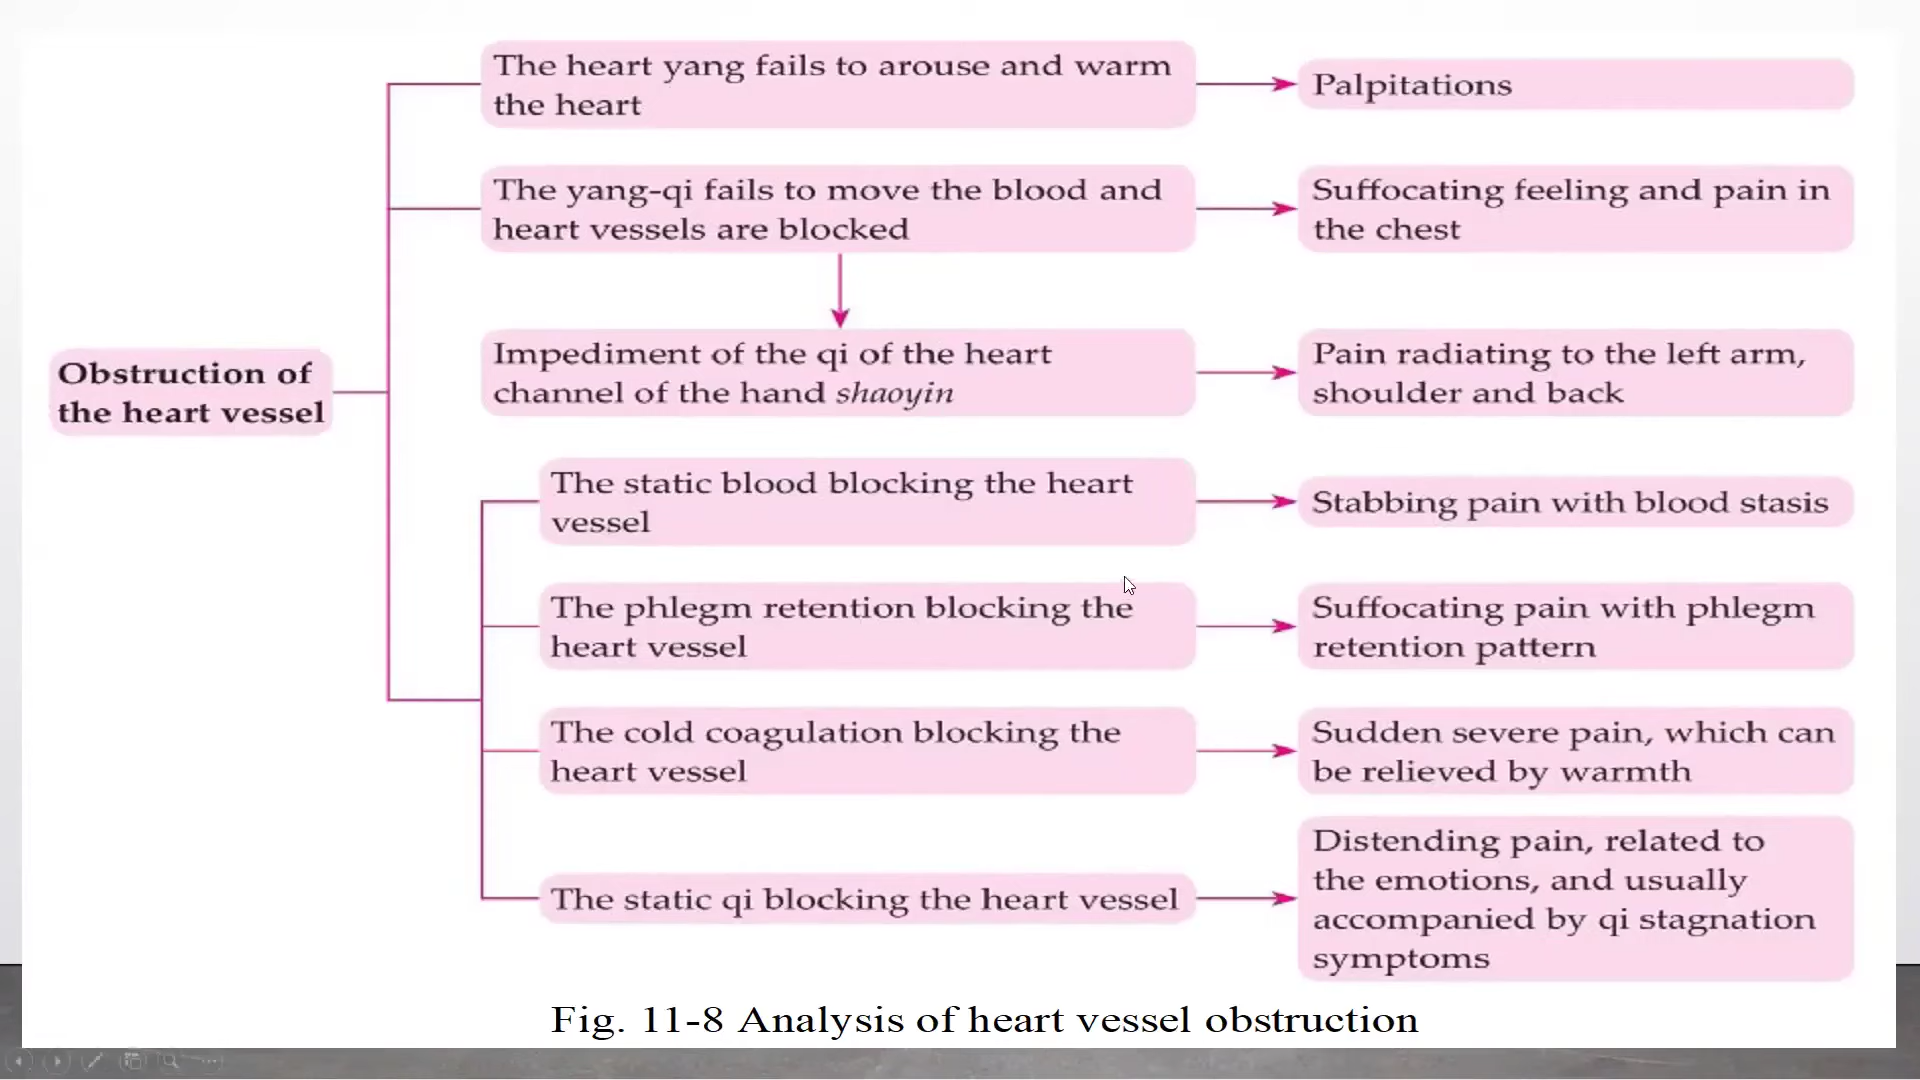 The heart yang fails to arouse and warm
the heart
Palpitations
The yang-qi fails to move the blood and
heart vessels are blocked
Suffocating feeling and pain in
the chest
Obstruction of
the heart vessel
Impediment of the qi of the heart
channel of the hand shaoyin
Pain radiating to the left arm,
shoulder and back
The static blood blocking the heart
vessel
Stabbing pain with blood stasis
The phlegm retention blocking the
heart vessel
Suffocating pain with phlegm
retention pattern
The cold coagulation blocking the
heart vessel
Sudden severe pain, which can
be relieved by warmth
The static qi blocking the heart vessel
Distending pain, related to
the emotions, and usually
accompanied by qi stagnation
symptoms
Fig. 11-8 Analysis of heart vessel obstruction